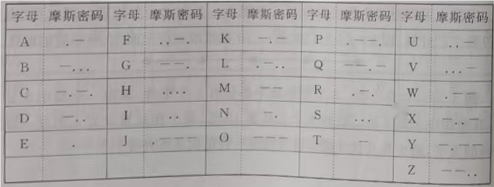 字母 摩斯密码 字母 摩斯密码 字母 摩斯密码 字母 摩斯密码 字母 摩斯密码
A .— F ..—. K —.— P .——. U ..—
B —... G ——. L .—.. Q ——.— V ...—
C —.—. H .... M —— R .—. W .——
D —.. I .. N —. S ... X —..—
E . J .——— O ——— T — Y —.——
Z ——..